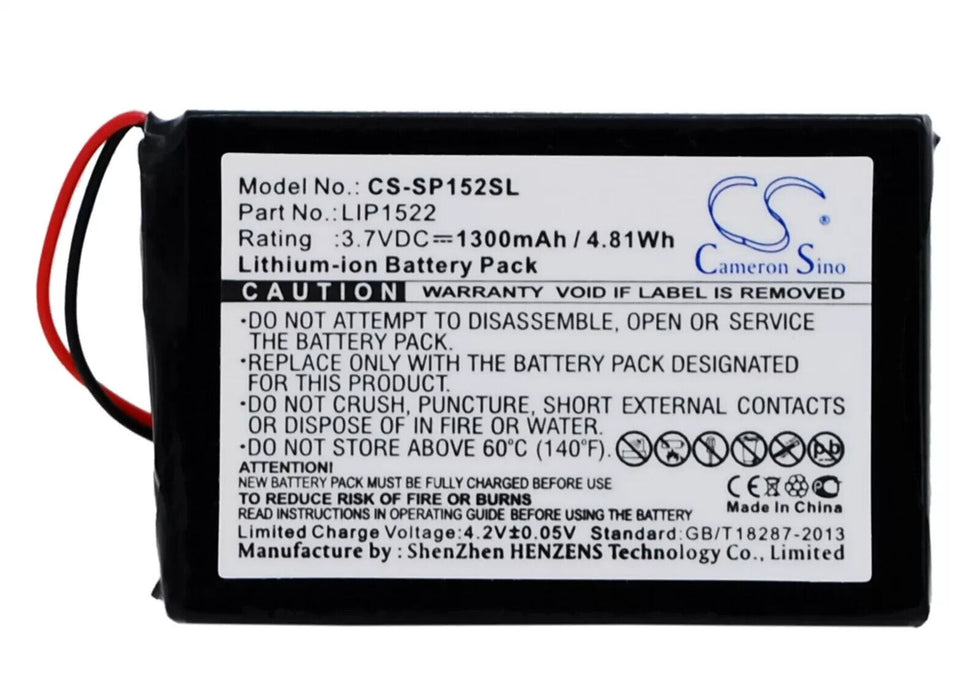 Model No.: CS-SP152SL
Part No.: LIP1522
Rating :3.7VDC⎓1300mAh / 4.81Wh
Lithium-ion Battery Pack
CS
Cameron Sino
CAUTION WARRANTY VOID IF LABEL IS REMOVED
•DO NOT ATTEMPT TO DISASSEMBLE, OPEN OR SERVICE
THE BATTERY PACK.
•REPLACE ONLY WITH THE BATTERY PACK DESIGNATED
FOR THIS PRODUCT.
•DO NOT CRUSH, PUNCTURE, SHORT EXTERNAL CONTACTS
OR DISPOSE OF IN FIRE OR WATER.
•DO NOT STORE ABOVE 60°C (140°F).
Pb
ATTENTION!
NEW BATTERY PACK MUST BE FULLY CHARGED BEFORE USE
TO REDUCE RISK OF FIRE OR BURNS
READ INSTRUCTIONS IN OPERATING GUIDE BEFORE USING BATTERY
CE
Made In China
Limited Charge Voltage:4.2V±0.05V Standard:GB/T18287-2013
Manufacture by : ShenZhen HENZENS Technology Co., Limited